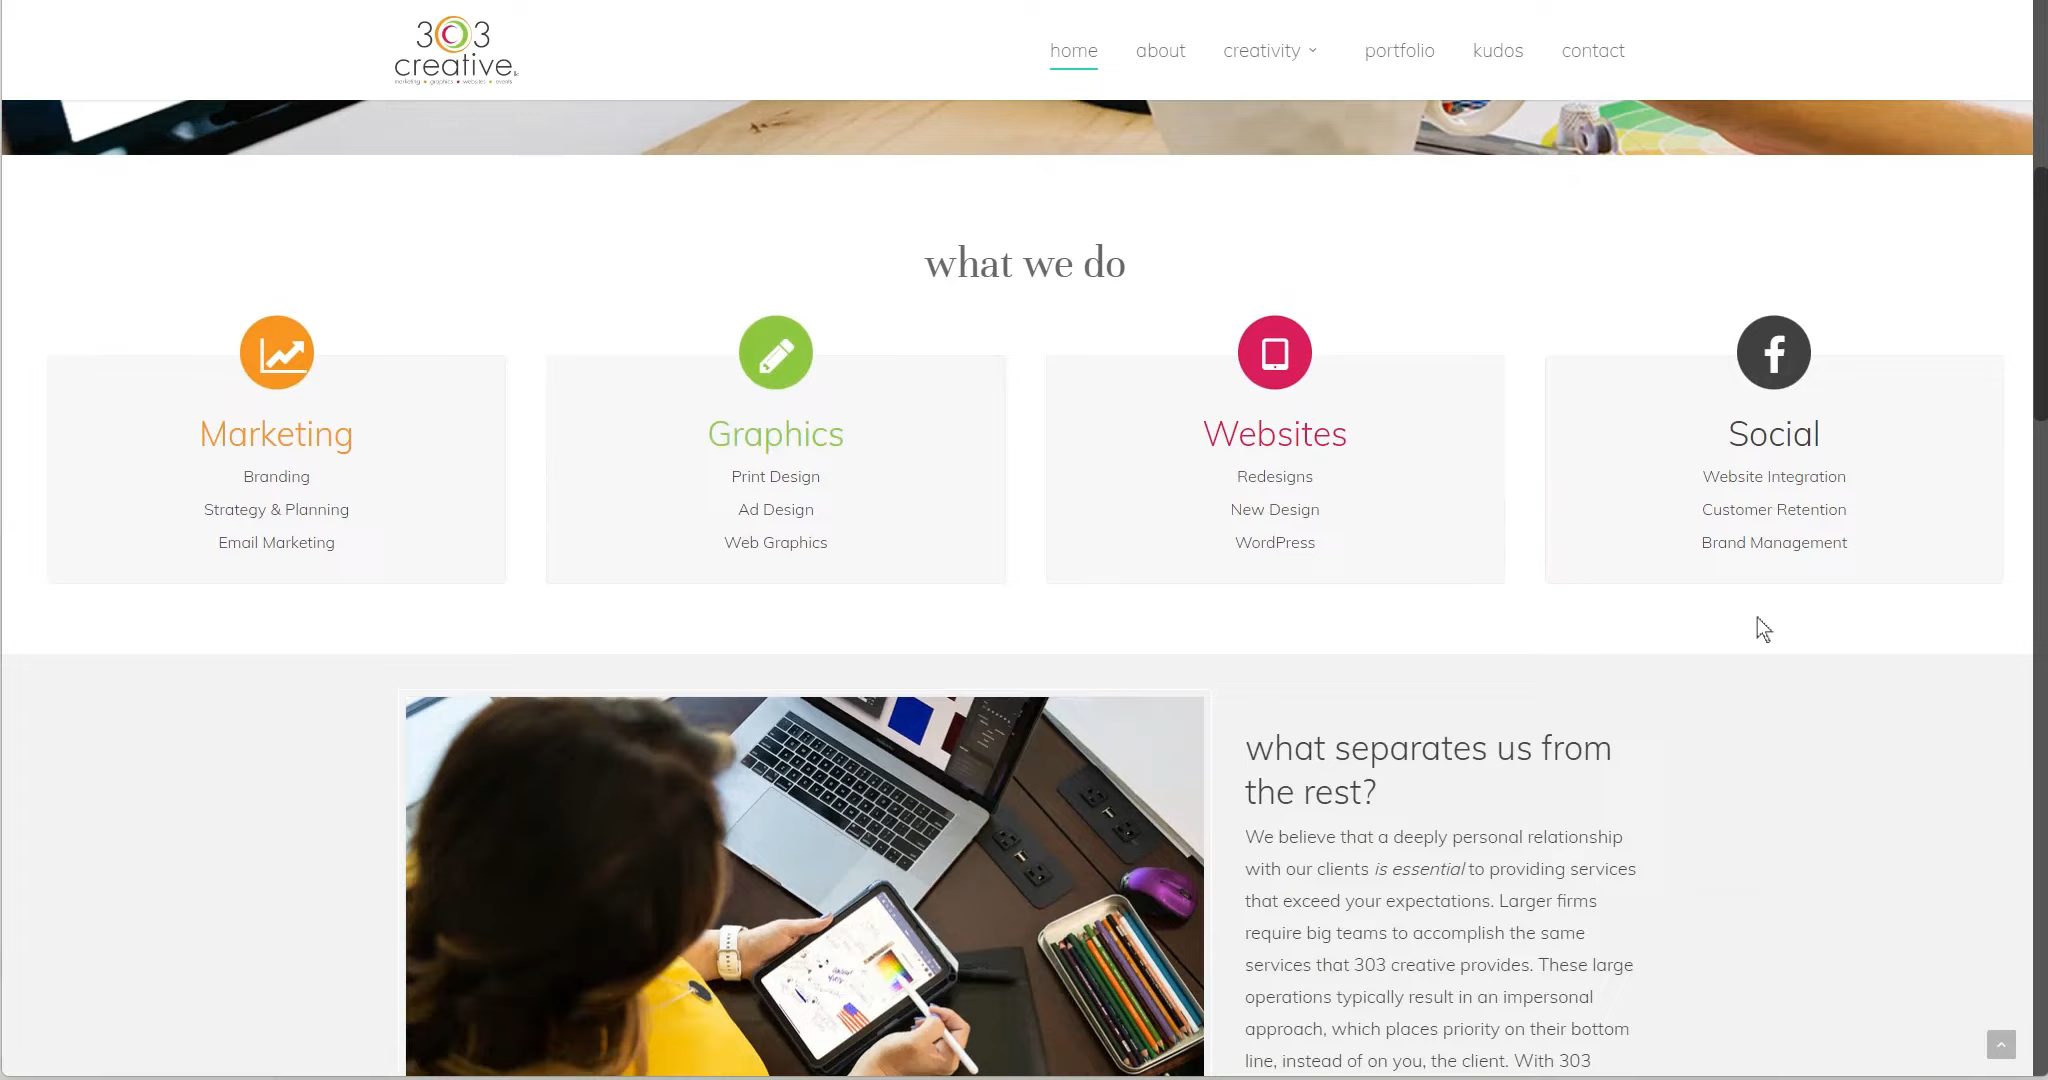 303
creative
marketing • graphics • websites • events
home about creativity portfolio kudos contact
what we do
Marketing
Branding
Strategy & Planning
Email Marketing
Graphics
Print Design
Ad Design
Web Graphics
Websites
Redesigns
New Design
WordPress
Social
Website Integration
Customer Retention
Brand Management
what separates us from
the rest?
We believe that a deeply personal relationship
with our clients is essential to providing services
that exceed your expectations. Larger firms
require big teams to accomplish the same
services that 303 creative provides. These large
operations typically result in an impersonal
approach, which places priority on their bottom
line, instead of on you, the client. With 303